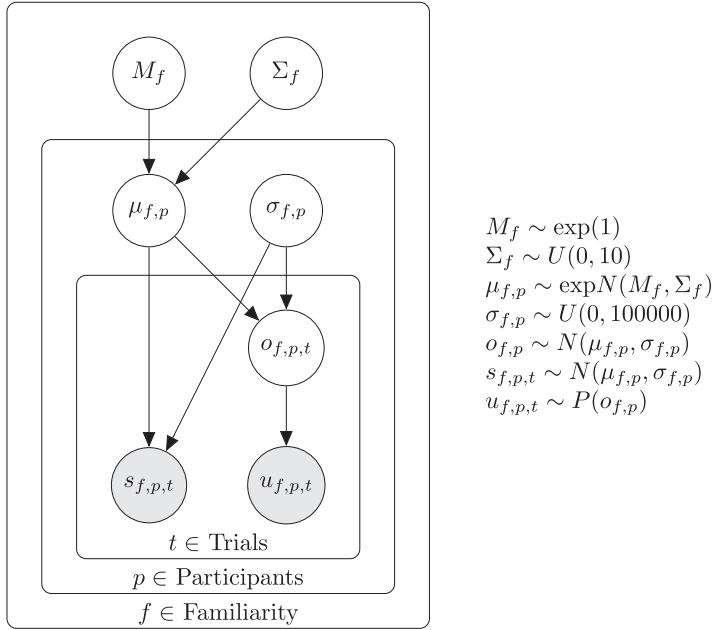 M_f
Σ_f
μ_{f,p}
σ_{f,p}
o_{f,p,t}
s_{f,p,t}
u_{f,p,t}
t ∈ Trials
p ∈ Participants
f ∈ Familiarity
M_f ∼ exp(1)
Σ_f ∼ U(0, 10)
μ_{f,p} ∼ expN(M_f, Σ_f)
σ_{f,p} ∼ U(0, 100000)
o_{f,p} ∼ N(μ_{f,p}, σ_{f,p})
s_{f,p,t} ∼ N(μ_{f,p}, σ_{f,p})
u_{f,p,t} ∼ P(o_{f,p})